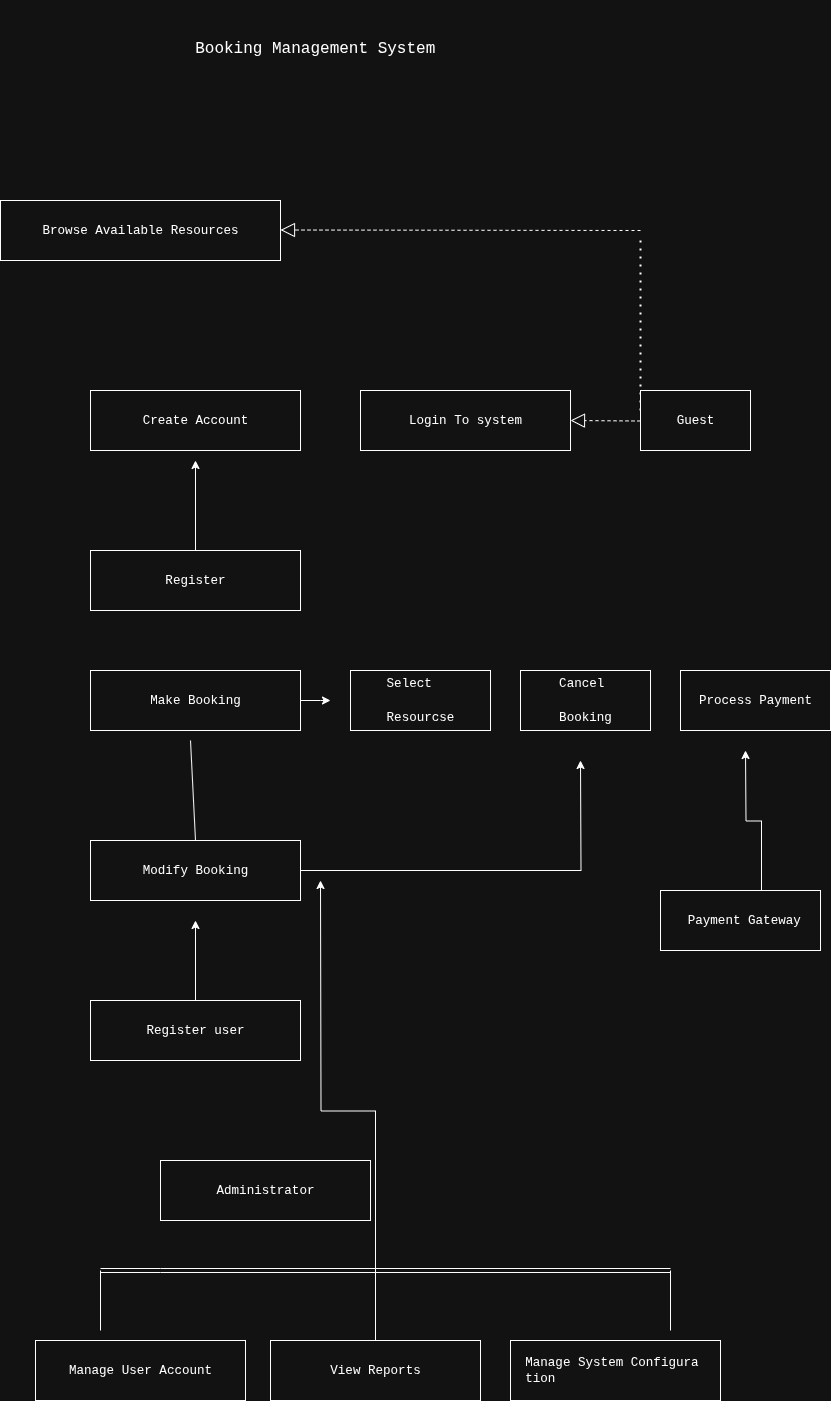 Booking Management System
Browse Available Resources
Create Account
Login To system
Guest
Register
Make Booking
Select
Resourcse
Cancel
Booking
Process Payment
Modify Booking
Payment Gateway
Register user
Administrator
Manage User Account
View Reports
Manage System Configura
tion